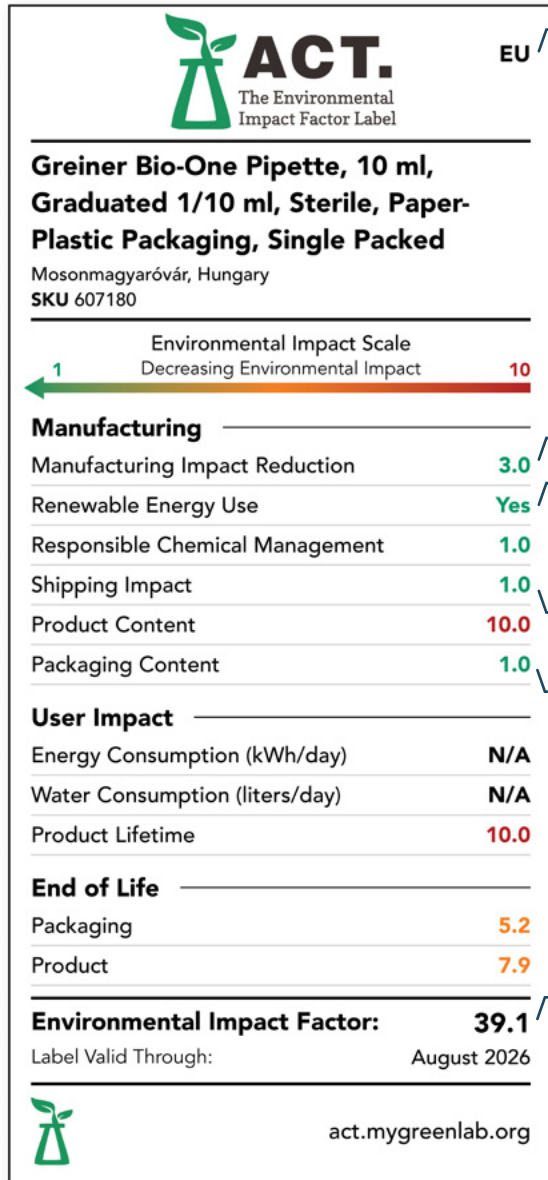 ACT.
EU
The Environmental
Impact Factor Label
Greiner Bio-One Pipette, 10 ml,
Graduated 1/10 ml, Sterile, Paper-
Plastic Packaging, Single Packed
Mosonmagyaróvár, Hungary
SKU 607180
Environmental Impact Scale
1 Decreasing Environmental Impact 10
Manufacturing
Manufacturing Impact Reduction 3.0
Renewable Energy Use Yes
Responsible Chemical Management 1.0
Shipping Impact 1.0
Product Content 10.0
Packaging Content 1.0
User Impact
Energy Consumption (kWh/day) N/A
Water Consumption (liters/day) N/A
Product Lifetime 10.0
End of Life
Packaging 5.2
Product 7.9
Environmental Impact Factor: 39.1
Label Valid Through: August 2026
act.mygreenlab.org